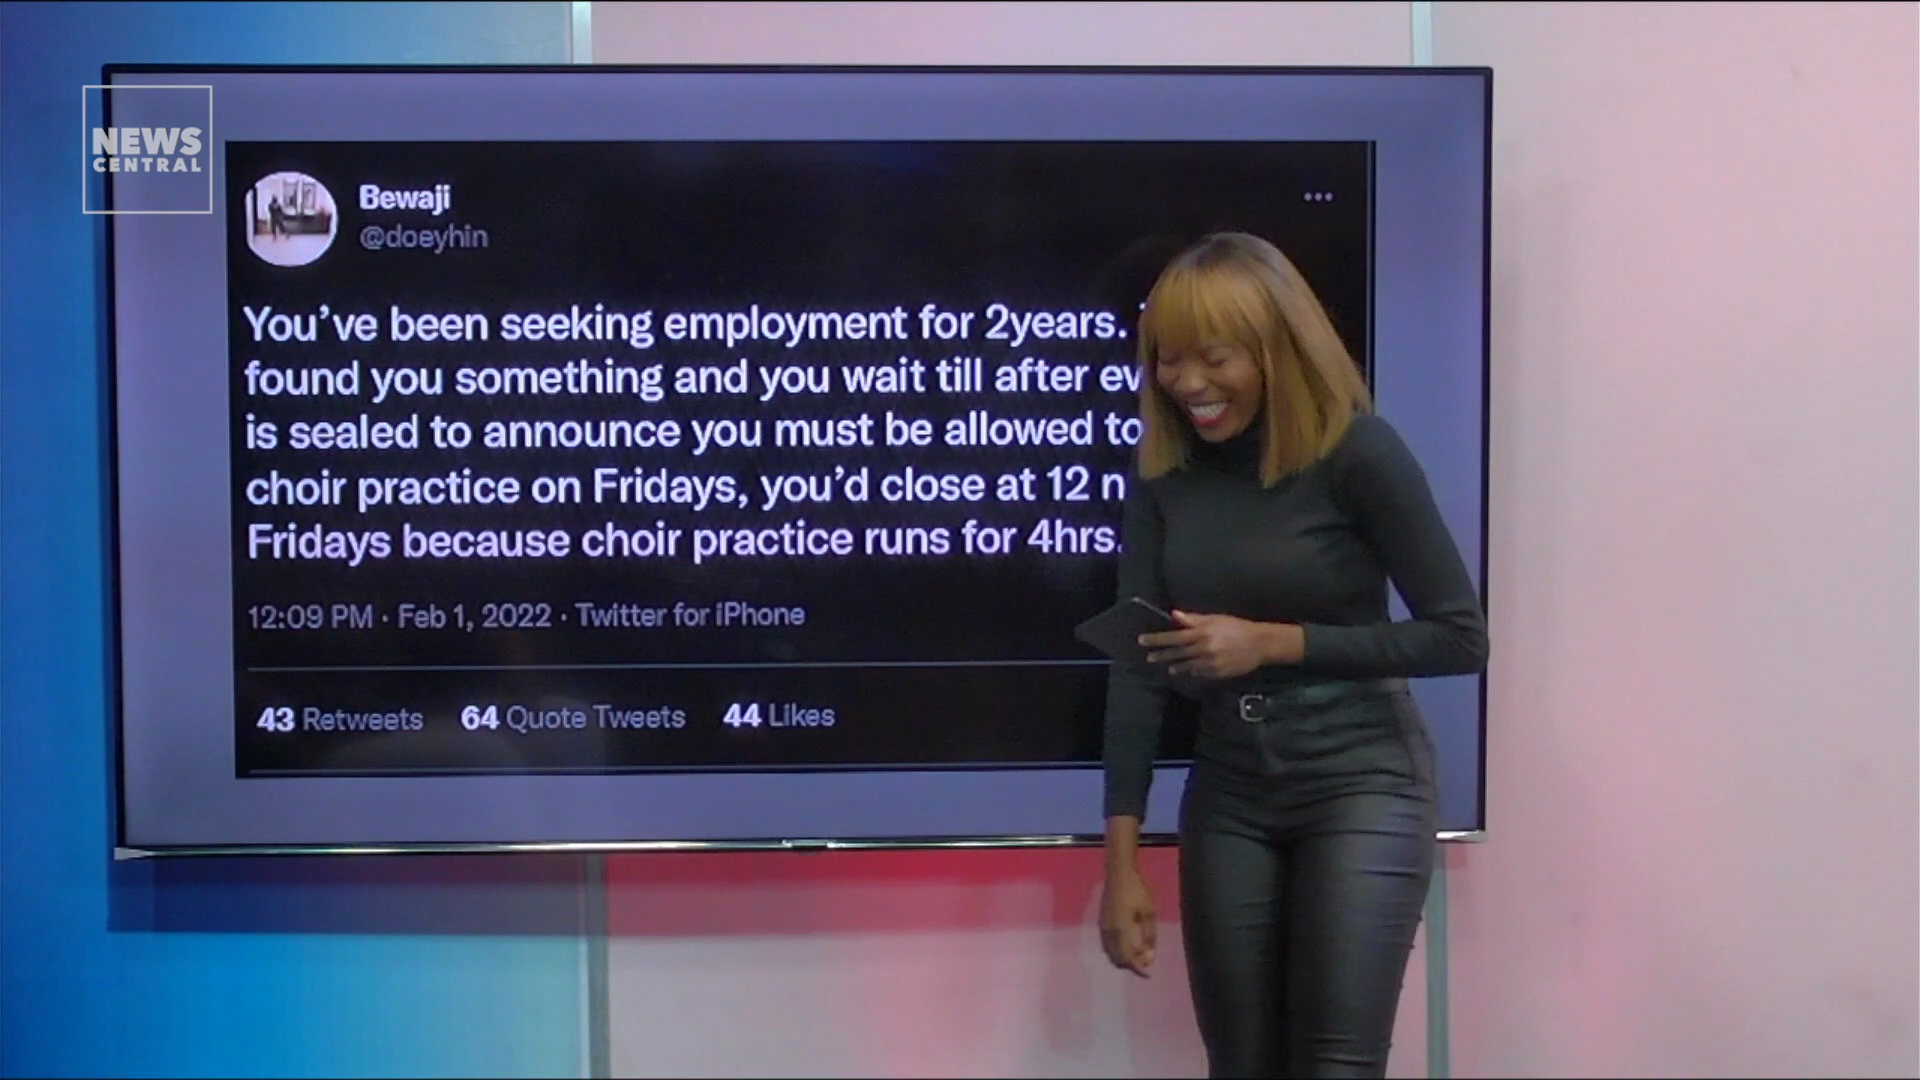 NEWS
CENTRAL
Bewaji
@doeyhin
You've been seeking employment for 2years.
found you something and you wait till after
is sealed to announce you must be allowed to
choir practice on Fridays, you'd close at 12
Fridays because choir practice runs for 4hrs.
12:09 PM · Feb 1, 2022 · Twitter for iPhone
43 Retweets 64 Quote Tweets 44 Likes